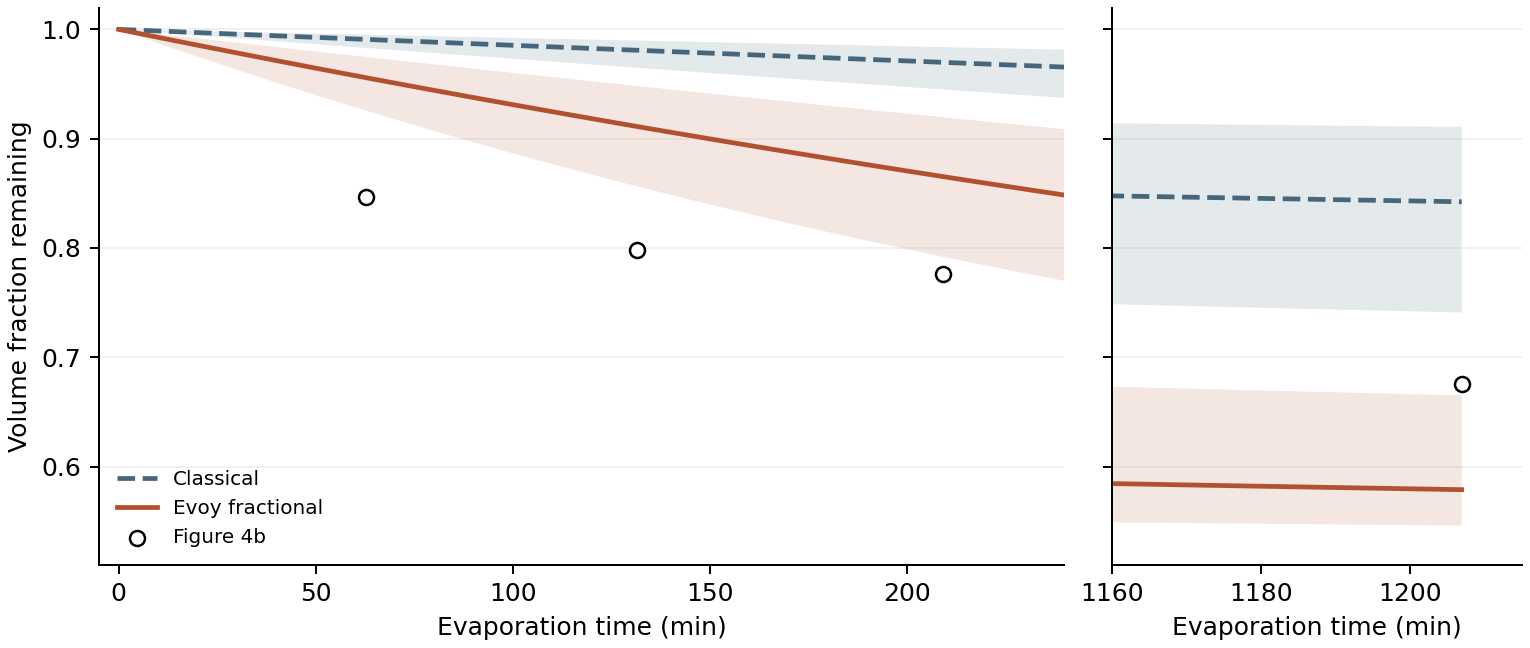 Volume fraction remaining
1.0
0.9
0.8
0.7
0.6
Classical
Evoy fractional
Figure 4b
0 50 100 150 200
Evaporation time (min)
1160 1180 1200
Evaporation time (min)